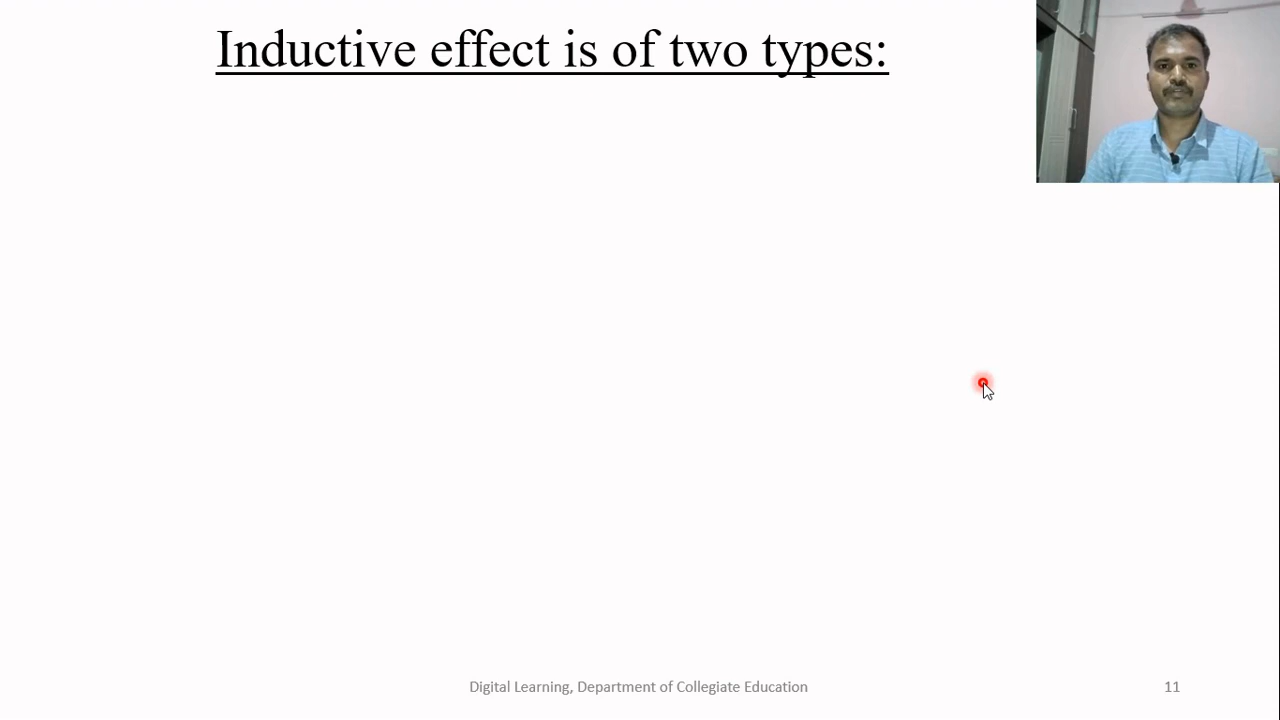 Inductive effect is of two types:
Digital Learning, Department of Collegiate Education
11